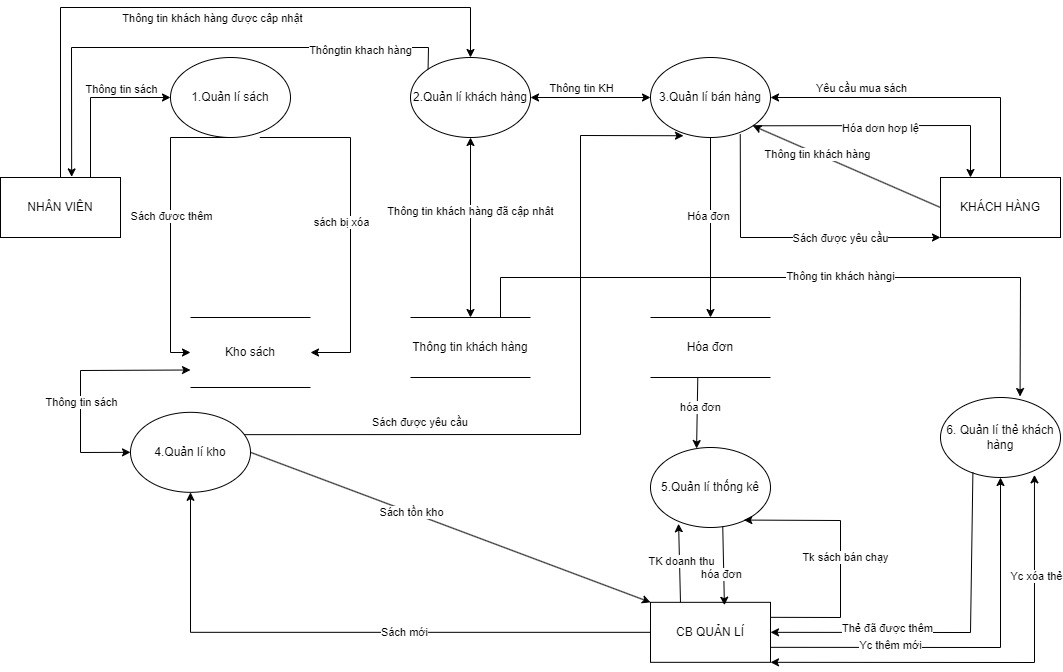 Thông tin khách hàng được câp nhật
Thôngtin khach hàng
Thông tin sách
1.Quản lí sách
2.Quản lí khách hàng
Thông tin KH
3.Quản lí bán hàng
Yêu cầu mua sách
Hóa dơn hợp lệ
Thông tin khách hàng
NHÂN VIÊN
KHÁCH HÀNG
Sách được thêm
sách bị xóa
Thông tin khách hàng đã cập nhât
Hóa đơn
Sách được yêu cầu
Thông tin khách hàngi
Kho sách
Thông tin khách hàng
Hóa đơn
Thông tin sách
hóa đơn
Sách được yêu cầu
4.Quản lí kho
6. Quản lí thẻ khách
hàng
5.Quản lí thống kê
Sách tồn kho
TK doanh thu
hóa đơn
Tk sách bán chạy
Yc xóa thẻ
Sách mới
CB QUẢN LÍ
Thẻ đã được thêm
Yc thêm mới